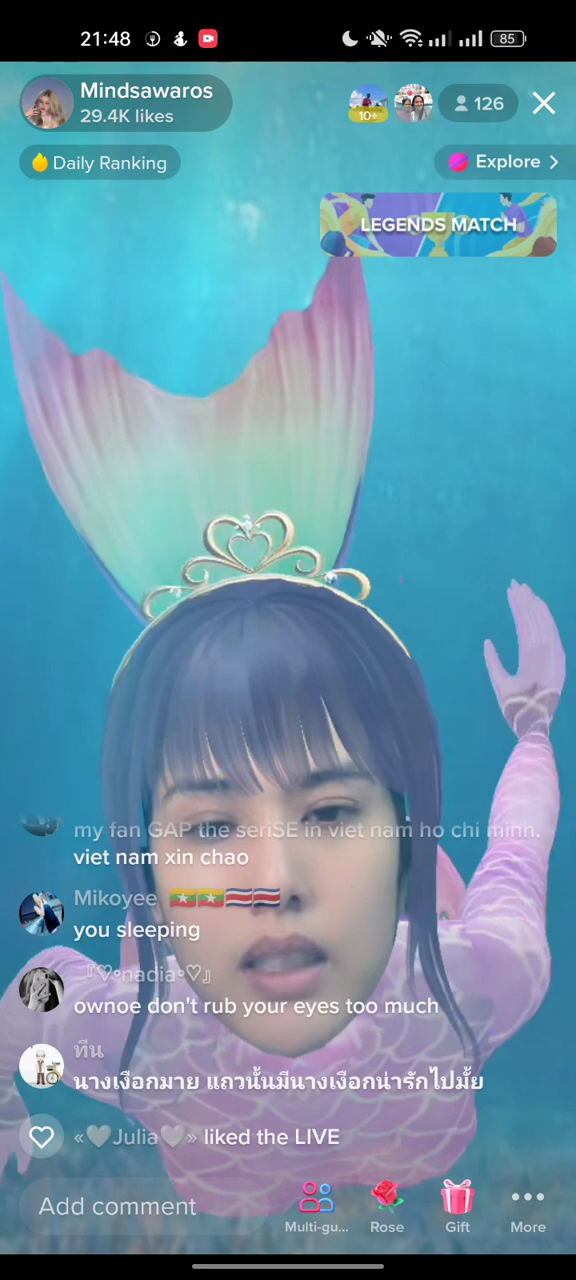 21:48
85
Mindsawaros
29.4K likes
10+
126
Daily Ranking
Explore
LEGENDS MATCH
my fan GAP the seriSE in viet nam ho chi minh.
viet nam xin chao
Mikoyee
you sleeping
『♡°nadia°♡』
ownoe don't rub your eyes too much
ทีน
นางเงือกมาย แถวนั้นมีนางเงือกน่ารักไปมั้ย
«🤍Julia🤍» liked the LIVE
Add comment
Multi-gu...
Rose
Gift
More